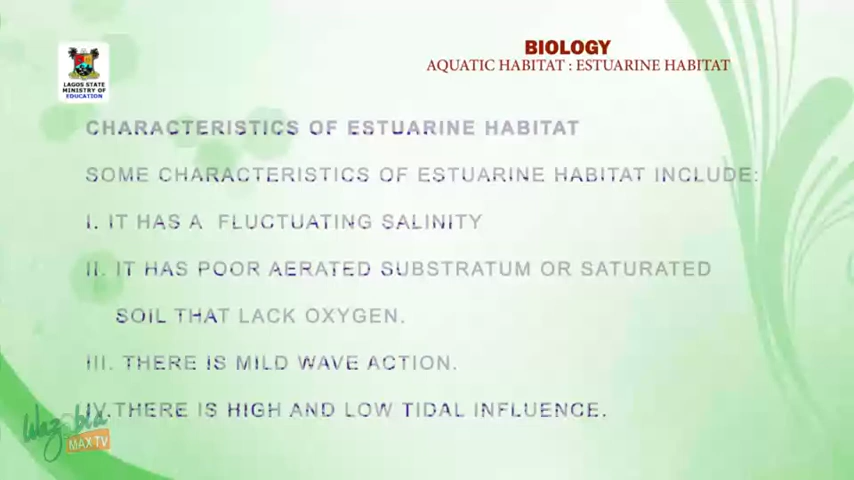 BIOLOGY
AQUATIC HABITAT : ESTUARINE HABITAT
LAGOS STATE
MINISTRY OF
EDUCATION
CHARACTERISTICS OF ESTUARINE HABITAT
SOME CHARACTERISTICS OF ESTUARINE HABITAT INCLUDE:
I. IT HAS A FLUCTUATING SALINITY
II. IT HAS POOR AERATED SUBSTRATUM OR SATURATED
SOIL THAT LACK OXYGEN.
III. THERE IS MILD WAVE ACTION.
IV.THERE IS HIGH AND LOW TIDAL INFLUENCE.
Wazobia
MAX TV